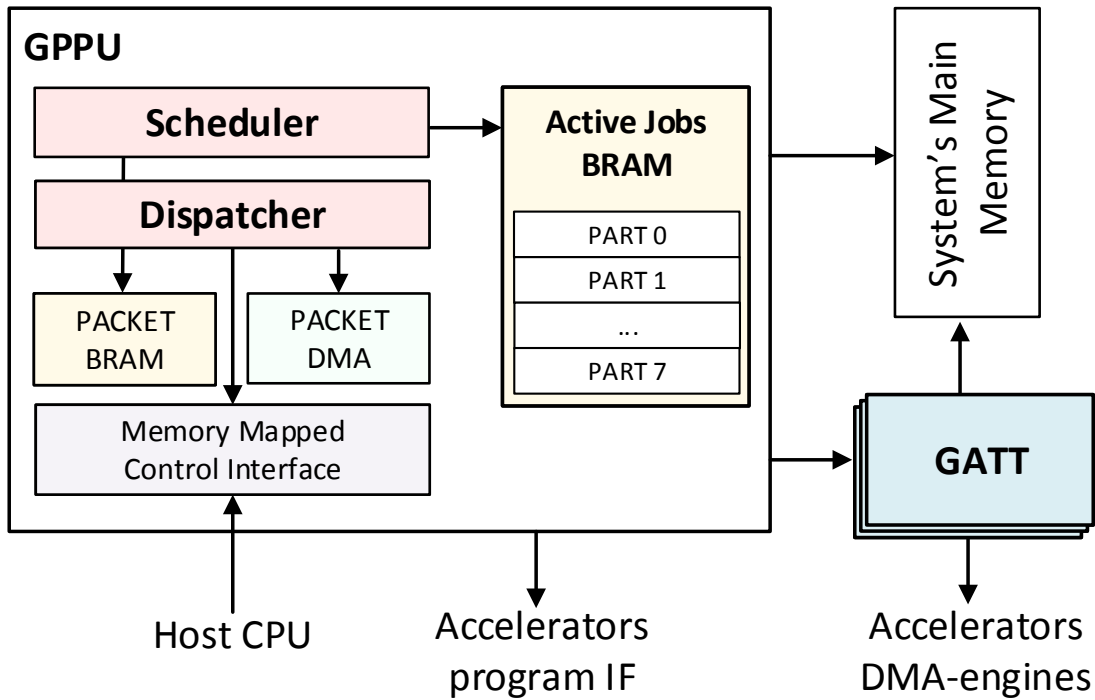 GPPU
Scheduler
Dispatcher
PACKET
BRAM
PACKET
DMA
Memory Mapped
Control Interface
Active Jobs
BRAM
PART 0
PART 1
...
PART 7
System's Main
Memory
GATT
Host CPU
Accelerators
program IF
Accelerators
DMA-engines